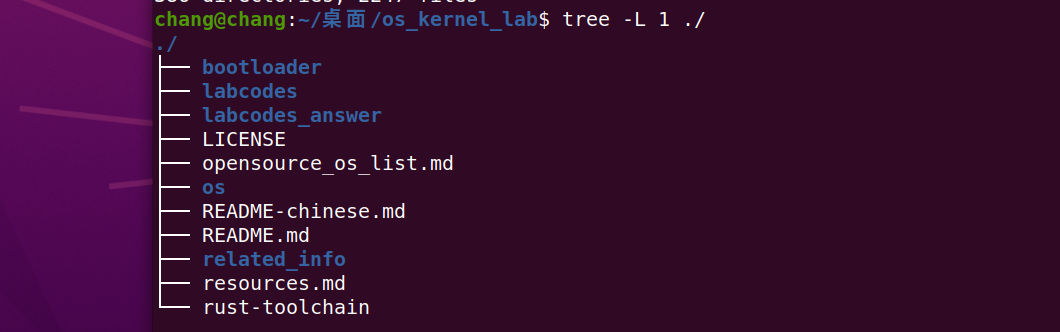 chang@chang:~/桌面/os_kernel_lab$ tree -L 1 ./
./
├── bootloader
├── labcodes
├── labcodes_answer
├── LICENSE
├── opensource_os_list.md
├── os
├── README-chinese.md
├── README.md
├── related_info
├── resources.md
└── rust-toolchain